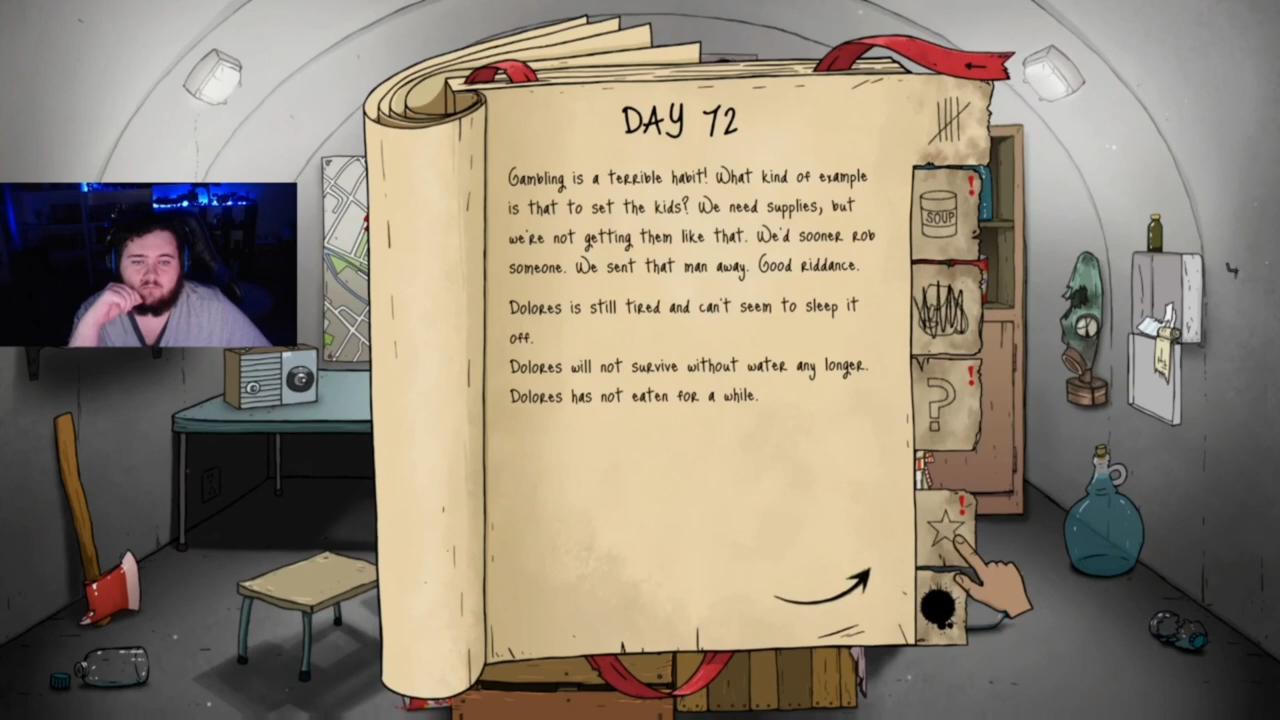 DAY 72
Gambling is a terrible habit! What kind of example
is that to set the kids? We need supplies, but
we're not getting them like that. We'd sooner rob
someone. We sent that man away. Good riddance.
Dolores is still tired and can't seem to sleep it
off.
Dolores will not survive without water any longer.
Dolores has not eaten for a while.
!
SOUP
!
?
!